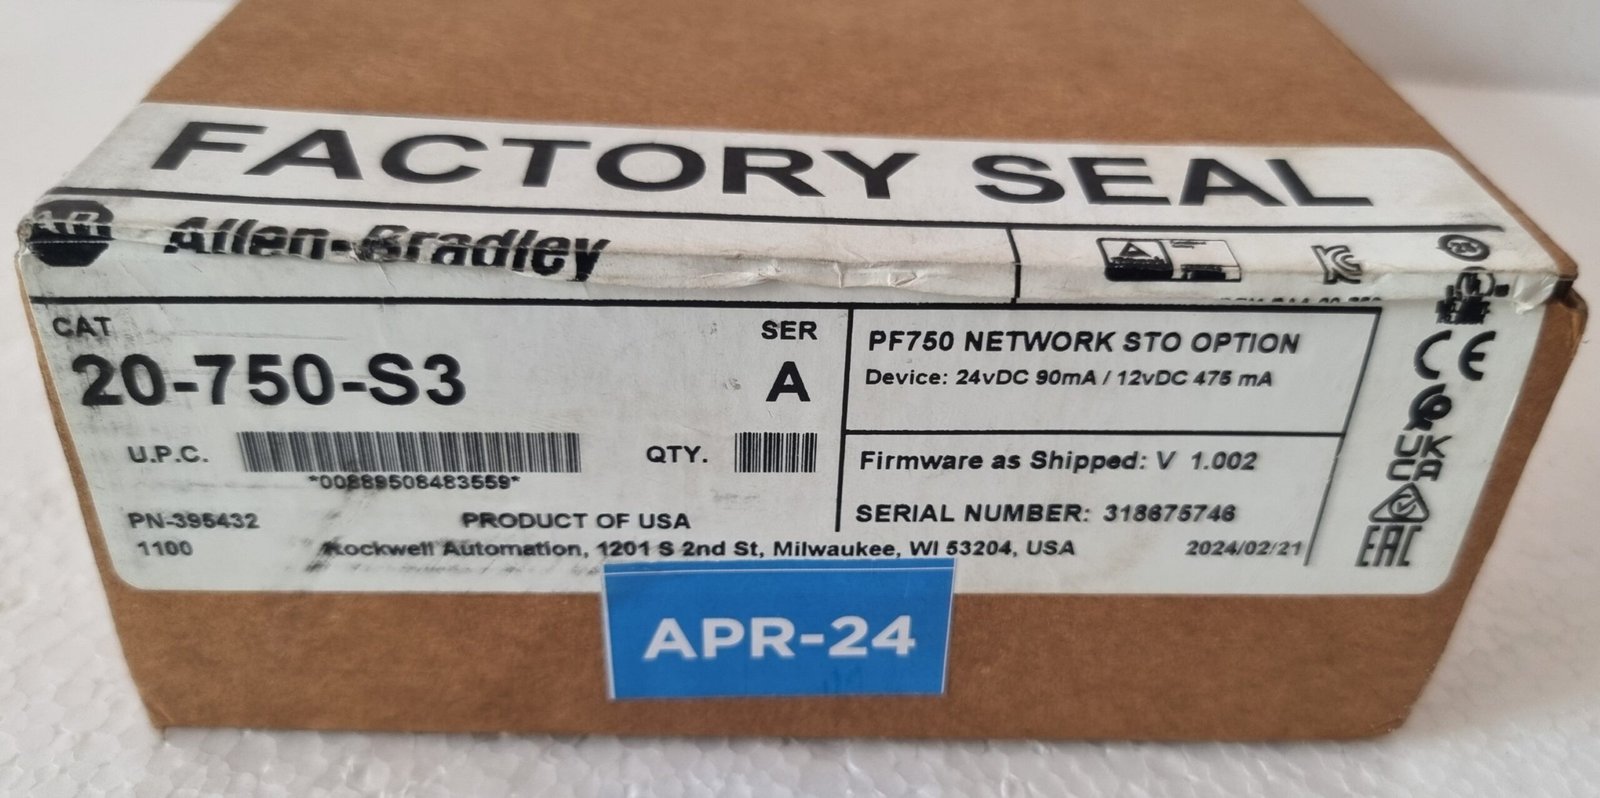 FACTORY SEAL
Allen-Bradley
CAT
SER
20-750-S3
A
U.P.C.
QTY.
*00889508483559*
PN-395432
PRODUCT OF USA
1100
Rockwell Automation, 1201 S 2nd St, Milwaukee, WI 53204, USA
PF750 NETWORK STO OPTION
Device: 24vDC 90mA / 12vDC 475 mA
Firmware as Shipped: V 1.002
SERIAL NUMBER: 318675746
2024/02/21
CE
UK
CA
EAC
APR-24